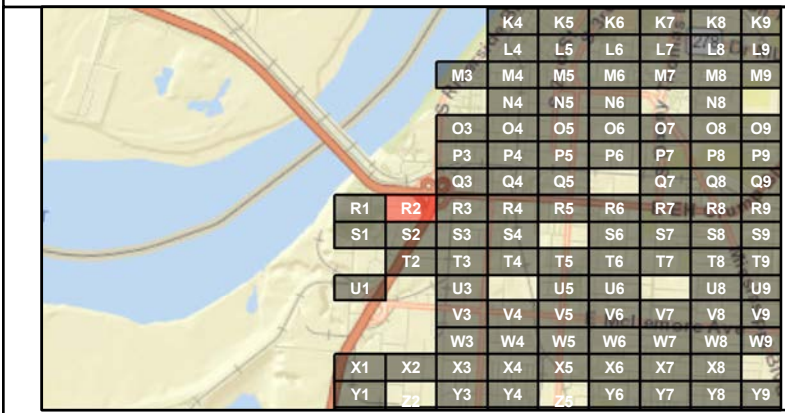 K4 K5 K6 K7 K8 K9
L4 L5 L6 L7 L8 L9
M3 M4 M5 M6 M7 M8 M9
N4 N5 N6 N8
O3 O4 O5 O6 O7 O8 O9
P3 P4 P5 P6 P7 P8 P9
Q3 Q4 Q5 Q7 Q8 Q9
R1 R2 R3 R4 R5 R6 R7 R8 R9
S1 S2 S3 S4 S6 S7 S8 S9
T2 T3 T4 T5 T6 T7 T8 T9
U1 U3 U5 U6 U8 U9
V3 V4 V5 V6 V7 V8 V9
W3 W4 W5 W6 W7 W8 W9
X1 X2 X3 X4 X5 X6 X7 X8
Y1 Y3 Y4 Y6 Y7 Y8 Y9
Z2 Z5